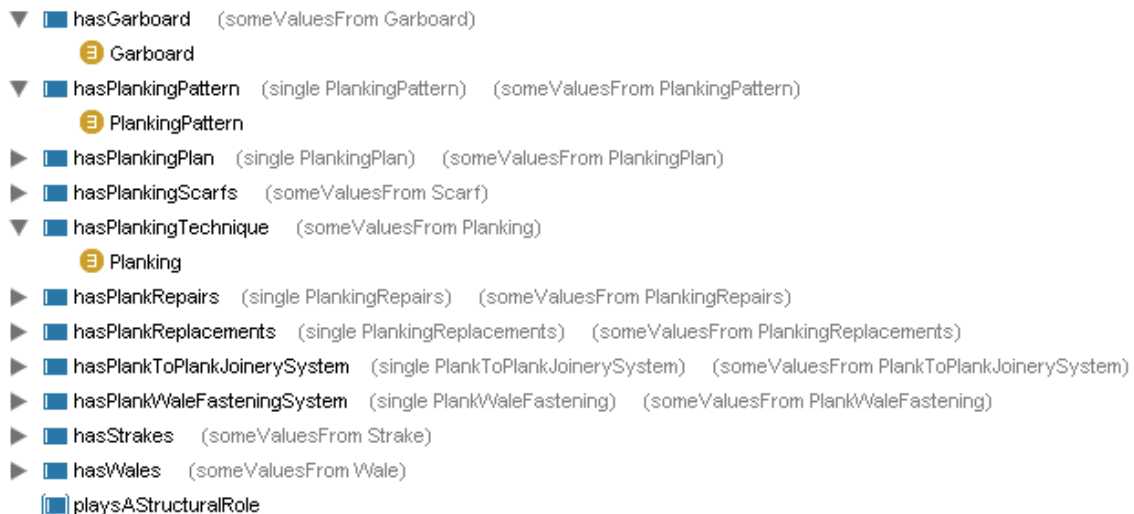 hasGarboard (someValuesFrom Garboard)
Garboard
hasPlankingPattern (single PlankingPattern) (someValuesFrom PlankingPattern)
PlankingPattern
hasPlankingPlan (single PlankingPlan) (someValuesFrom PlankingPlan)
hasPlankingScarfs (someValuesFrom Scarf)
hasPlankingTechnique (someValuesFrom Planking)
Planking
hasPlankRepairs (single PlankingRepairs) (someValuesFrom PlankingRepairs)
hasPlankReplacements (single PlankingReplacements) (someValuesFrom PlankingReplacements)
hasPlankToPlankJoinerySystem (single PlankToPlankJoinerySystem) (someValuesFrom PlankToPlankJoinerySystem)
hasPlankWaleFasteningSystem (single PlankWaleFastening) (someValuesFrom PlankWaleFastening)
hasStrakes (someValuesFrom Strake)
hasWales (someValuesFrom Wale)
playsAStructuralRole